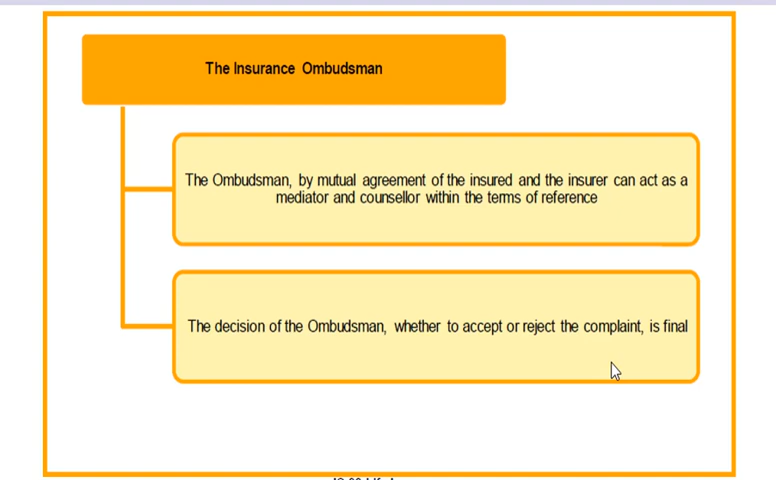 The Insurance Ombudsman
The Ombudsman, by mutual agreement of the insured and the insurer can act as a
mediator and counsellor within the terms of reference
The decision of the Ombudsman, whether to accept or reject the complaint, is final